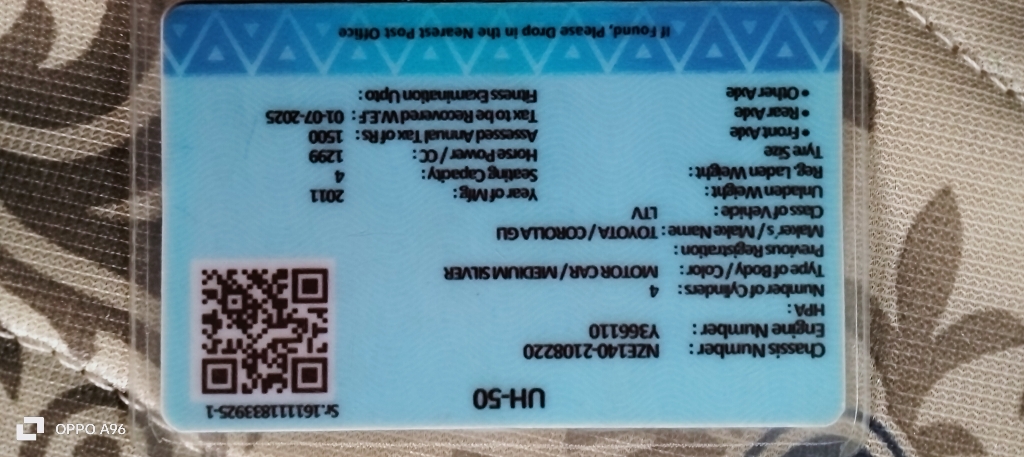 Sr.1611111833925-1
UH-50
Chassis Number : NZE140-2108220
Engine Number : Y366110
HPA :
Number of Cylinders : 4
Type of Body / Color : MOTOR CAR / MEDIUM SILVER
Previous Registration :
Maker's / Make Name : TOYOTA / COROLLA GLI
Class of Vehicle : LTV
Unladen Weight :
Reg. Laden Weight :
Tyre Size
• Front Axle
• Rear Axle
• Other Axle
Year of Mfg : 2011
Seating Capacity : 4
Horse Power / CC : 1299
Assessed Annual Tax of Rs : 1500
Tax to be Recovered W.E.F : 01-07-2025
Fitness Examination Upto :
If Found, Please Drop in the Nearest Post Office
OPPO A96